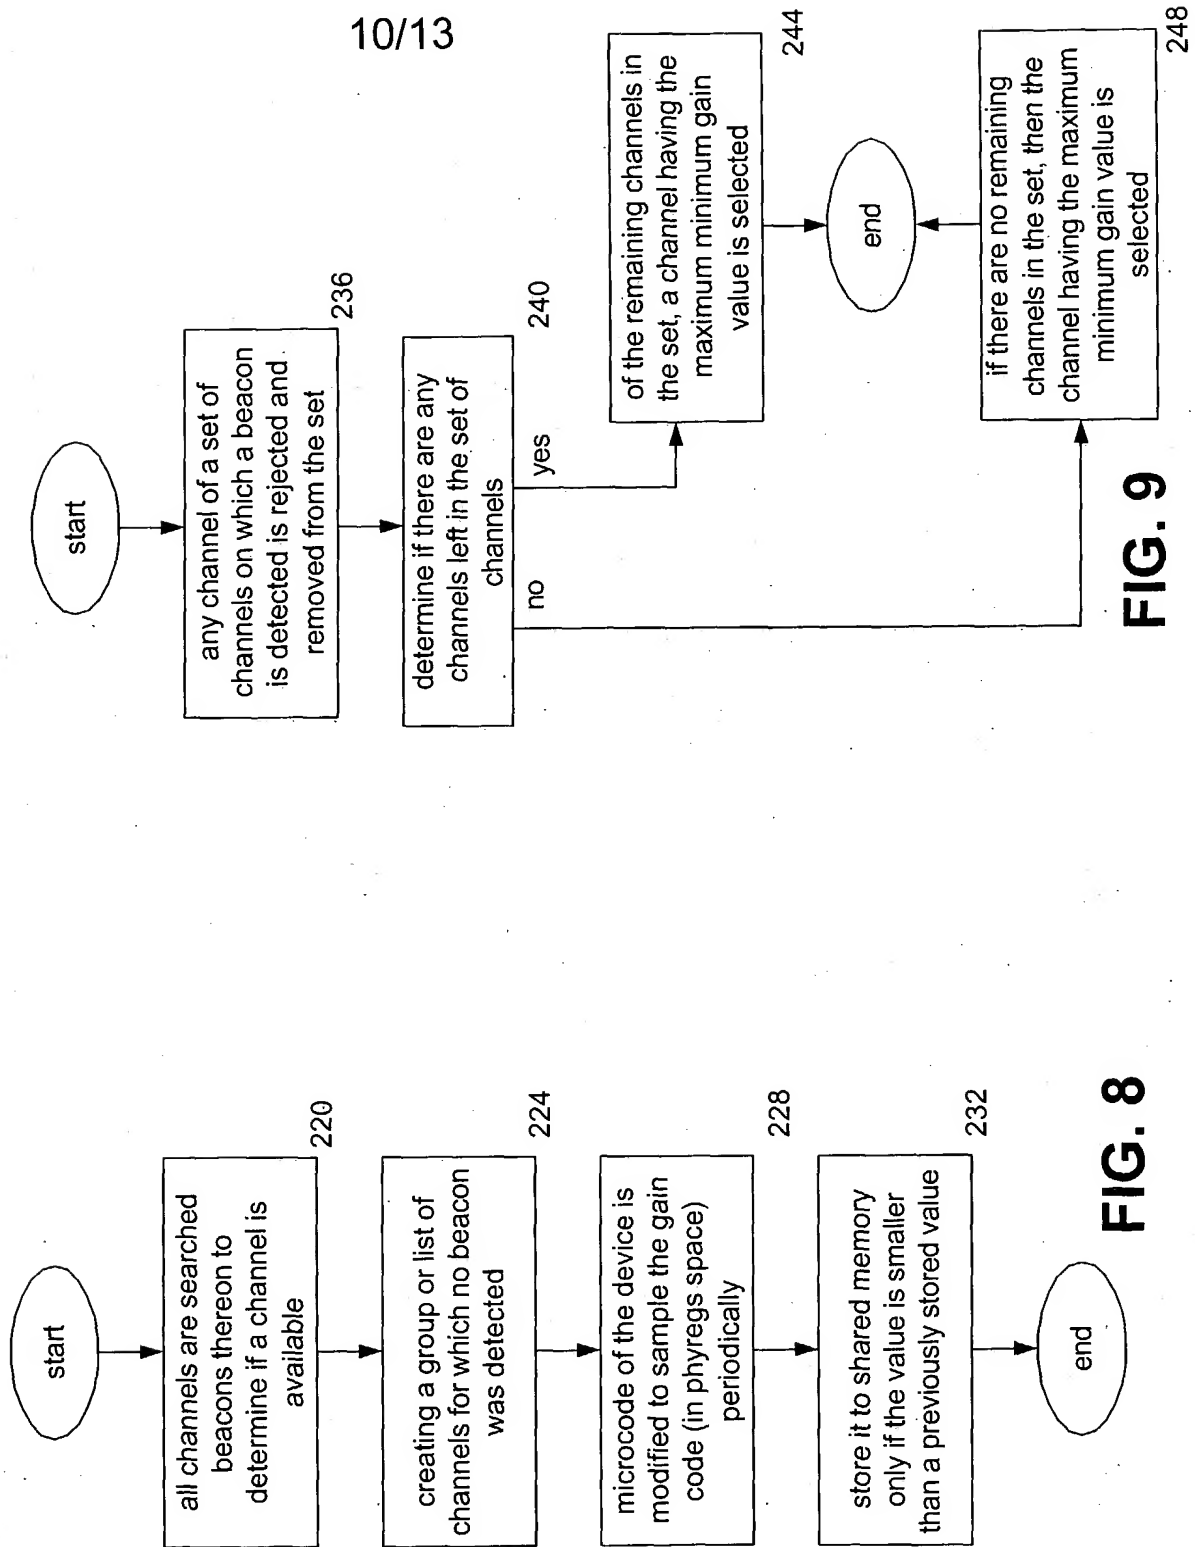 10/13
start
all channels are searched
beacons thereon to
determine if a channel is
available
220
creating a group or list of
channels for which no beacon
was detected
224
microcode of the device is
modified to sample the gain
code (in phyregs space)
periodically
228
store it to shared memory
only if the value is smaller
than a previously stored value
232
end
FIG. 8
start
any channel of a set of
channels on which a beacon
is detected is rejected and
removed from the set
236
determine if there are any
channels left in the set of
channels
240
no
yes
of the remaining channels in
the set, a channel having the
maximum minimum gain
value is selected
244
end
if there are no remaining
channels in the set, then the
channel having the maximum
minimum gain value is
selected
248
FIG. 9